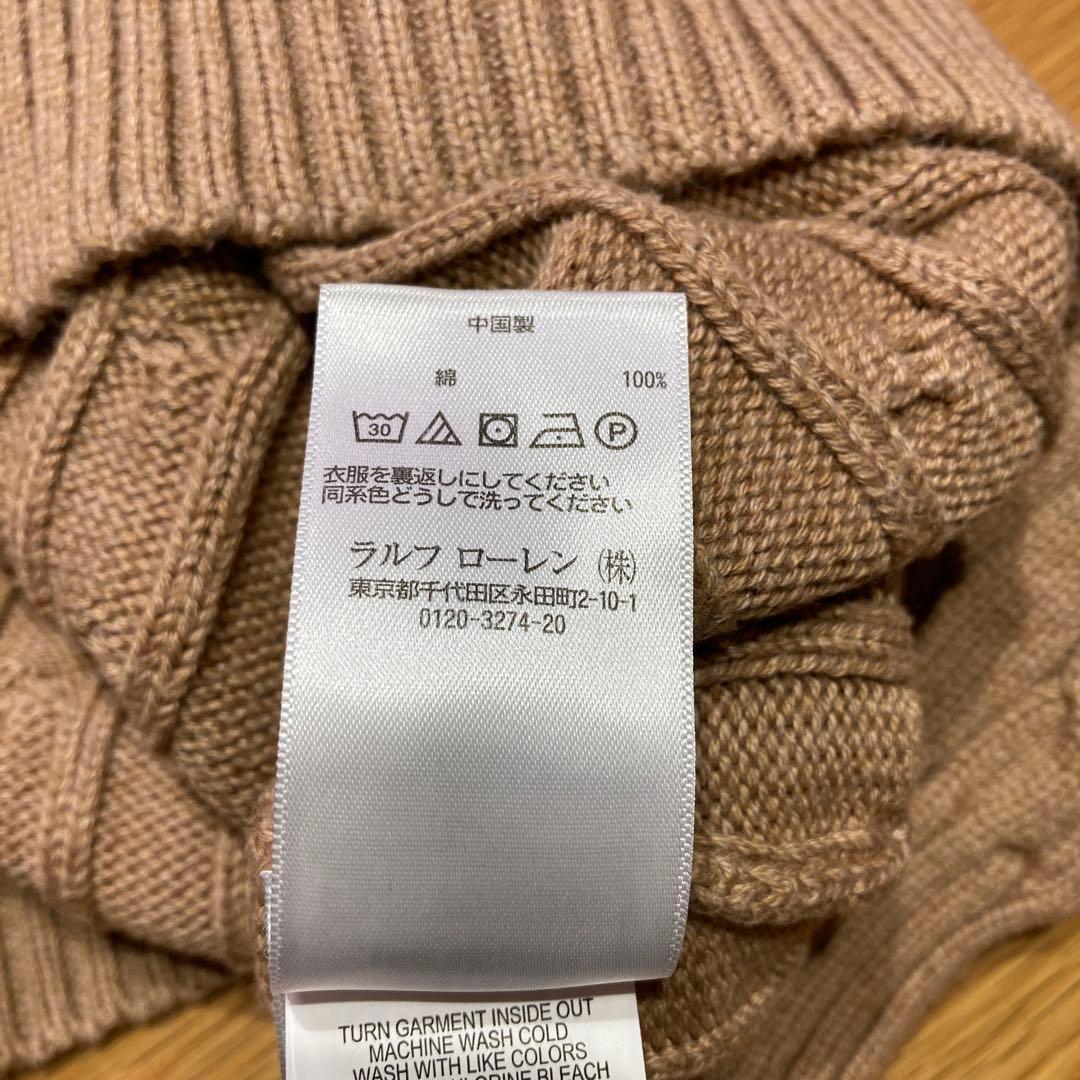 中国製
綿 100%
30 P
衣服を裏返しにしてください
同系色どうしで洗ってください
ラルフ ローレン (株)
東京都千代田区永田町2-10-1
0120-3274-20
TURN GARMENT INSIDE OUT
MACHINE WASH COLD
WASH WITH LIKE COLORS
CHLORINE BLEACH